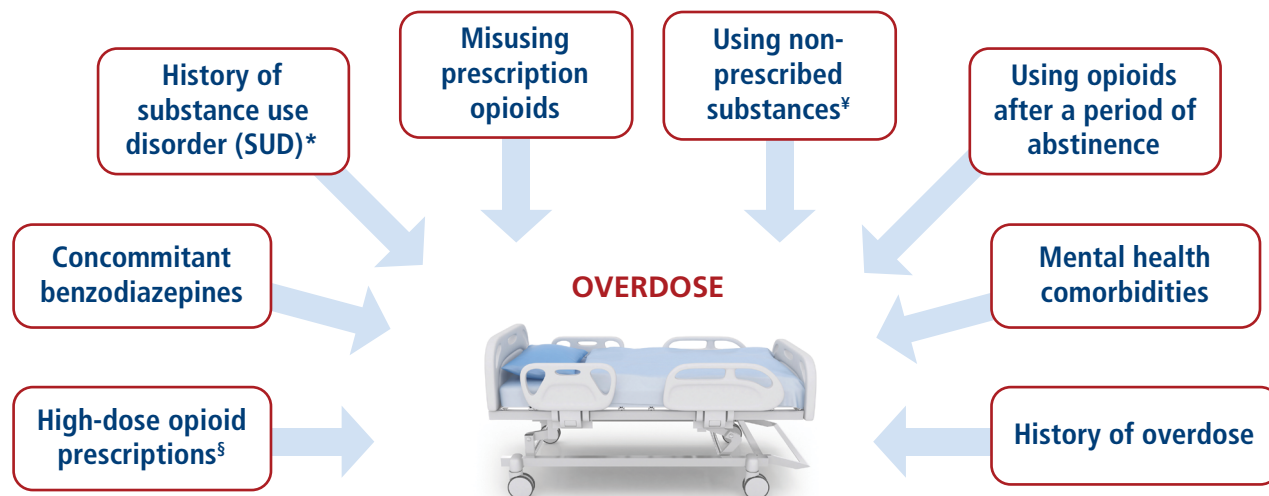 History of
substance use
disorder (SUD)*
Misusing
prescription
opioids
Using non-
prescribed
substances¥
Using opioids
after a period of
abstinence
Concommitant
benzodiazepines
OVERDOSE
Mental health
comorbidities
High-dose opioid
prescriptions§
History of overdose